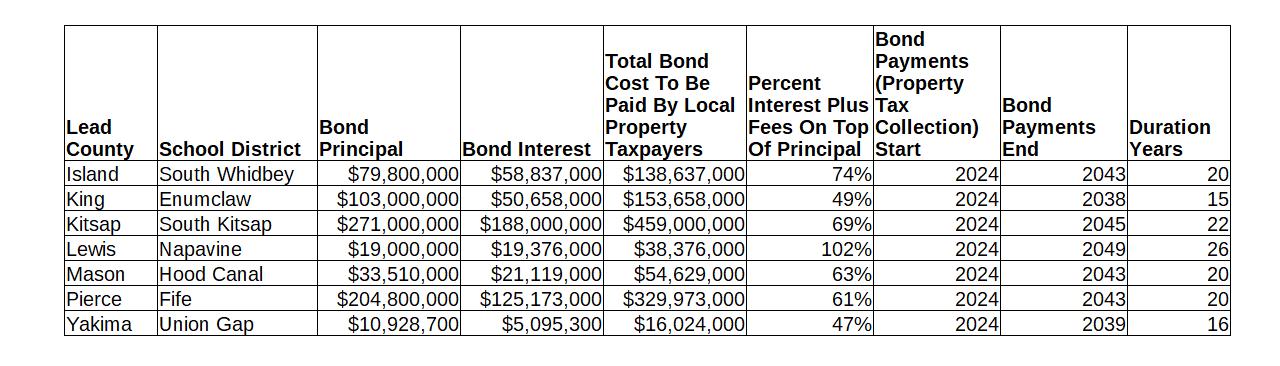 Lead County | School District | Bond Principal | Bond Interest | Total Bond Cost To Be Paid By Local Property Taxpayers | Percent Interest Plus Fees On Top Of Principal | Bond Payments (Property Tax Collection) Start | Bond Payments End | Duration Years
Island | South Whidbey | $79,800,000 | $58,837,000 | $138,637,000 | 74% | 2024 | 2043 | 20
King | Enumclaw | $103,000,000 | $50,658,000 | $153,658,000 | 49% | 2024 | 2038 | 15
Kitsap | South Kitsap | $271,000,000 | $188,000,000 | $459,000,000 | 69% | 2024 | 2045 | 22
Lewis | Napavine | $19,000,000 | $19,376,000 | $38,376,000 | 102% | 2024 | 2049 | 26
Mason | Hood Canal | $33,510,000 | $21,119,000 | $54,629,000 | 63% | 2024 | 2043 | 20
Pierce | Fife | $204,800,000 | $125,173,000 | $329,973,000 | 61% | 2024 | 2043 | 20
Yakima | Union Gap | $10,928,700 | $5,095,300 | $16,024,000 | 47% | 2024 | 2039 | 16